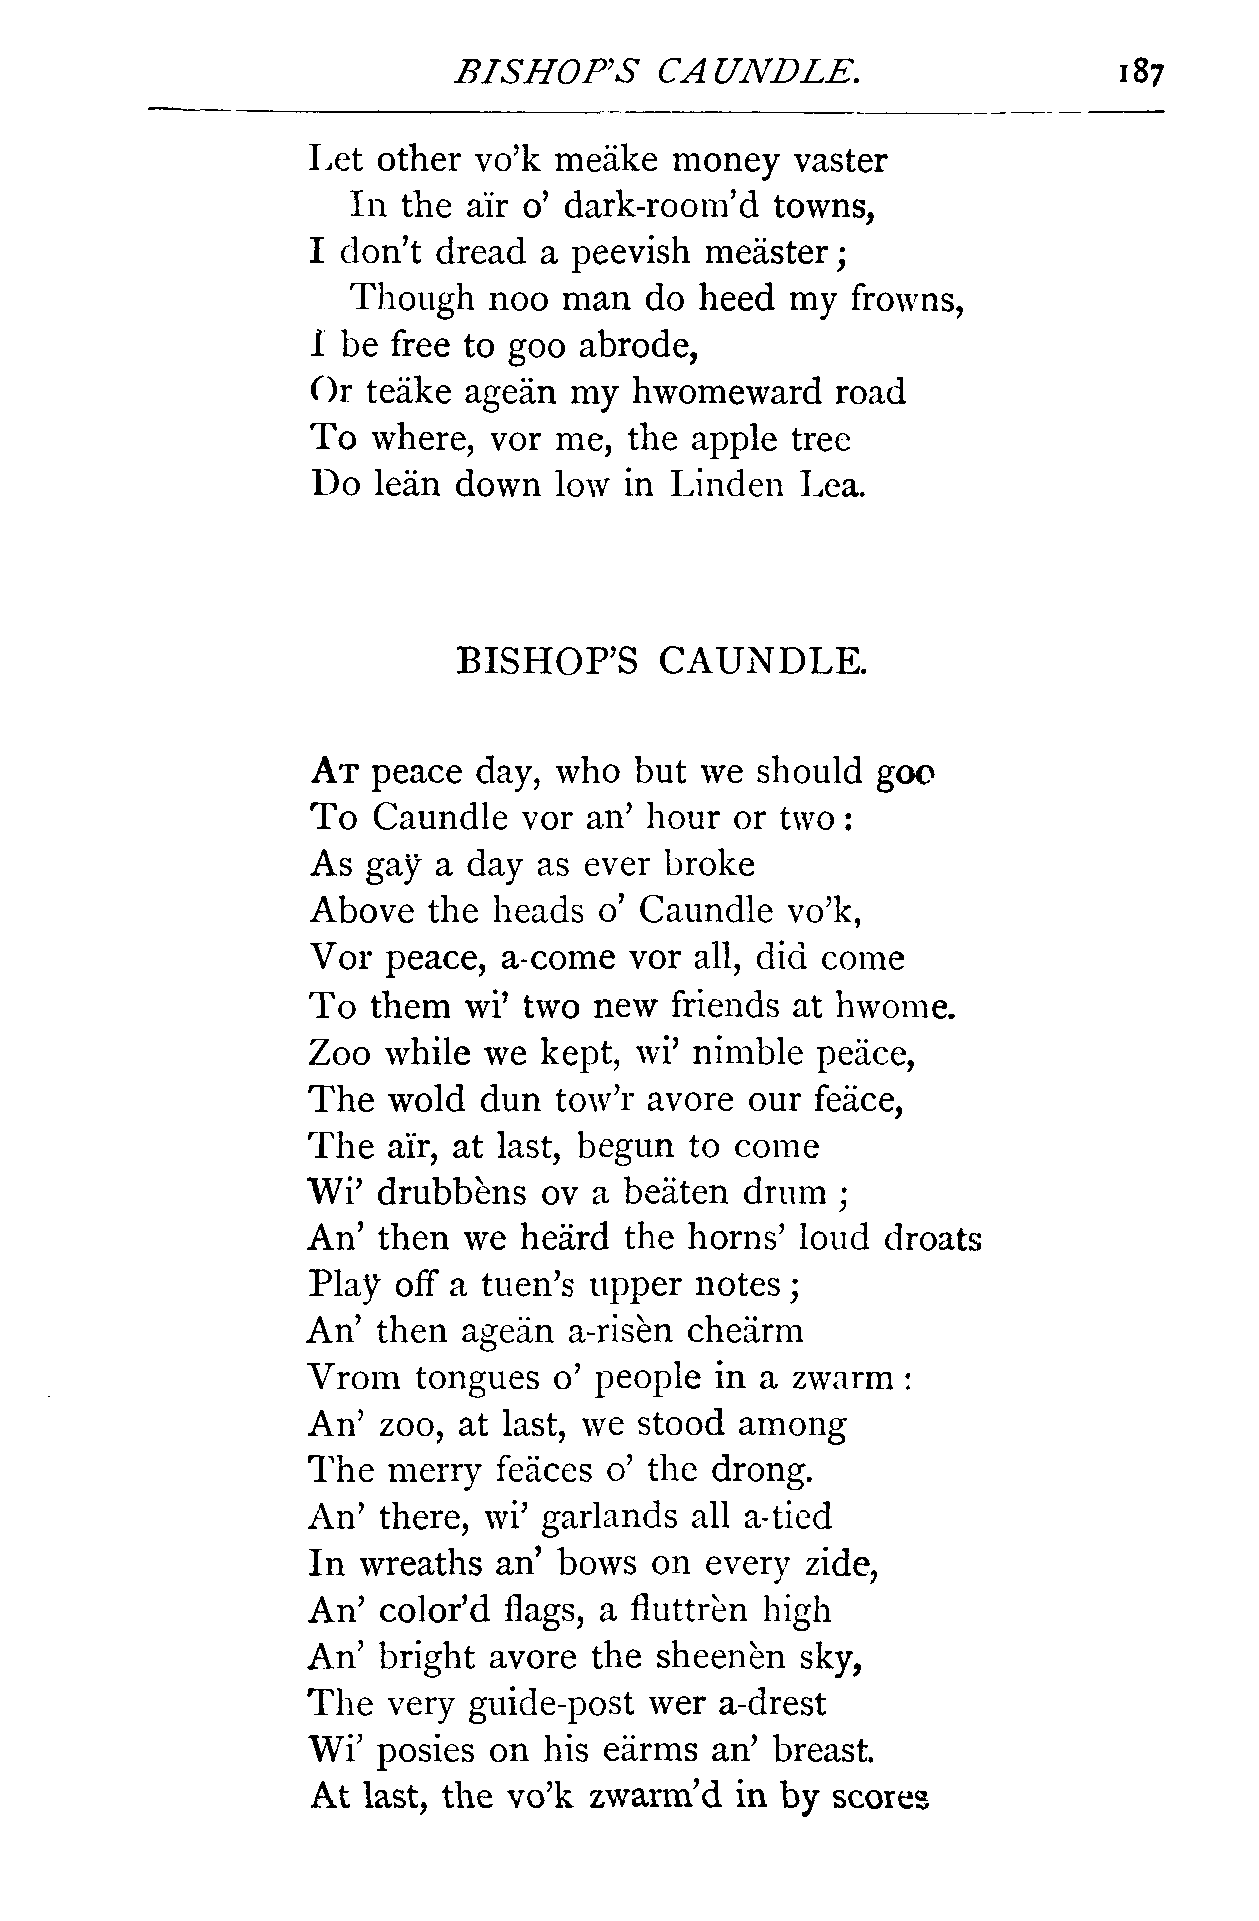 BISHOP'S CAUNDLE. 187
Let other vo'k meäke money vaster
In the aïr o' dark-room'd towns,
I don't dread a peevish meäster;
Though noo man do heed my frowns,
I be free to goo abrode,
Or teäke ageän my hwomeward road
To where, vor me, the apple tree
Do leän down low in Linden Lea.
BISHOP'S CAUNDLE.
At peace day, who but we should goo
To Caundle vor an' hour or two:
As gaÿ a day as ever broke
Above the heads o' Caundle vo'k,
Vor peace, a-come vor all, did come
To them wi' two new friends at hwome.
Zoo while we kept, wi' nimble peäce,
The wold dun tow'r avore our feäce,
The aïr, at last, begun to come
Wi' drubbèns ov a beäten drum;
An' then we heärd the horns' loud droats
Plaÿ off a tuen's upper notes;
An' then ageän a-risèn cheärm
Vrom tongues o' people in a zwarm:
An' zoo, at last, we stood among
The merry feäces o' the drong.
An' there, wi' garlands all a-tied
In wreaths an' bows on every zide,
An' color'd flags, a fluttrèn high
An' bright avore the sheenèn sky,
The very guide-post wer a-drest
Wi' posies on his eärms an' breast.
At last, the vo'k zwarm'd in by scores